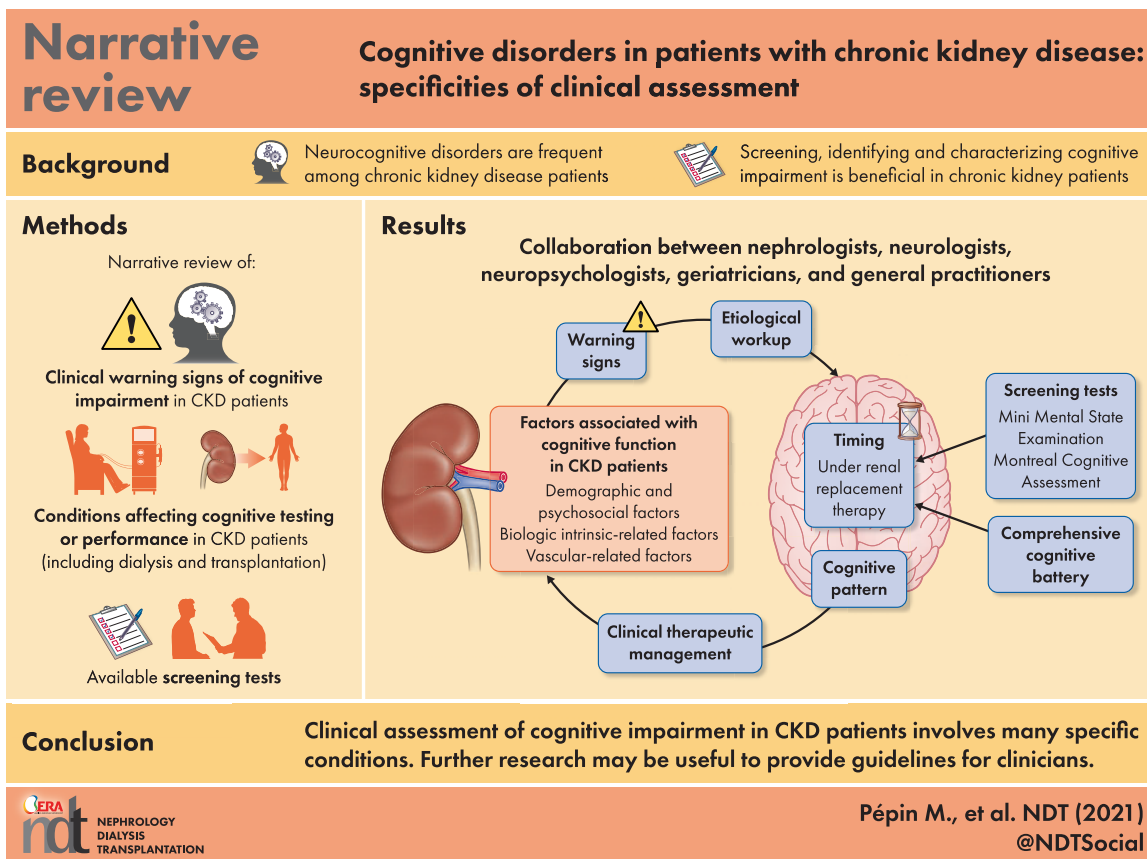 Narrative
review
Cognitive disorders in patients with chronic kidney disease:
specificities of clinical assessment
Background
Neurocognitive disorders are frequent
among chronic kidney disease patients
Screening, identifying and characterizing cognitive
impairment is beneficial in chronic kidney patients
Methods
Narrative review of:
!
Clinical warning signs of cognitive
impairment in CKD patients
Conditions affecting cognitive testing
or performance in CKD patients
(including dialysis and transplantation)
Available screening tests
Results
Collaboration between nephrologists, neurologists,
neuropsychologists, geriatricians, and general practitioners
!
Warning
signs
Etiological
workup
Factors associated with
cognitive function
in CKD patients
Demographic and
psychosocial factors
Biologic intrinsic-related factors
Vascular-related factors
Timing
Under renal
replacement
therapy
Screening tests
Mini Mental State
Examination
Montreal Cognitive
Assessment
Comprehensive
cognitive
battery
Cognitive
pattern
Clinical therapeutic
management
Conclusion
Clinical assessment of cognitive impairment in CKD patients involves many specific
conditions. Further research may be useful to provide guidelines for clinicians.
ERA
ndt
NEPHROLOGY
DIALYSIS
TRANSPLANTATION
Pépin M., et al. NDT (2021)
@NDTSocial